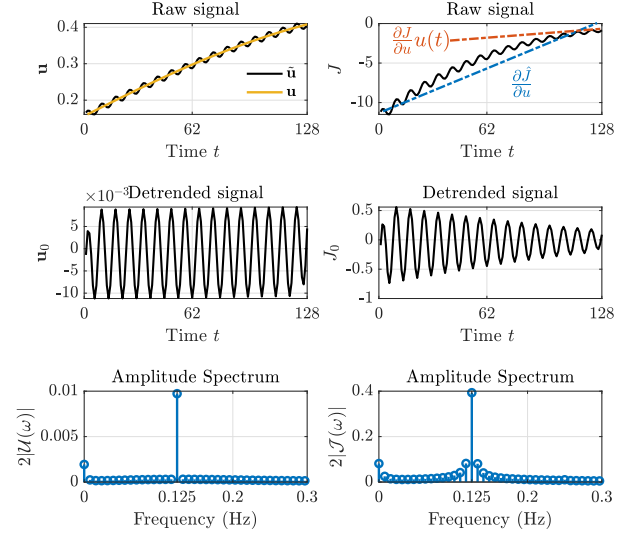 Raw signal
Raw signal
0.4
0.3
0.2
u
ũ
u
0
62
128
Time t
0
-5
-10
J
∂J/∂u u(t)
∂Ĵ/∂u
0
62
128
Time t
×10⁻³
Detrended signal
Detrended signal
5
0
-5
-10
u₀
0
62
128
Time t
0.5
0
-0.5
-1
J₀
0
62
128
Time t
Amplitude Spectrum
Amplitude Spectrum
0.01
0.005
0
2|𝒰(ω)|
0
0.125
0.2
0.3
Frequency (Hz)
0.4
0.2
0
2|𝒥(ω)|
0
0.125
0.2
0.3
Frequency (Hz)